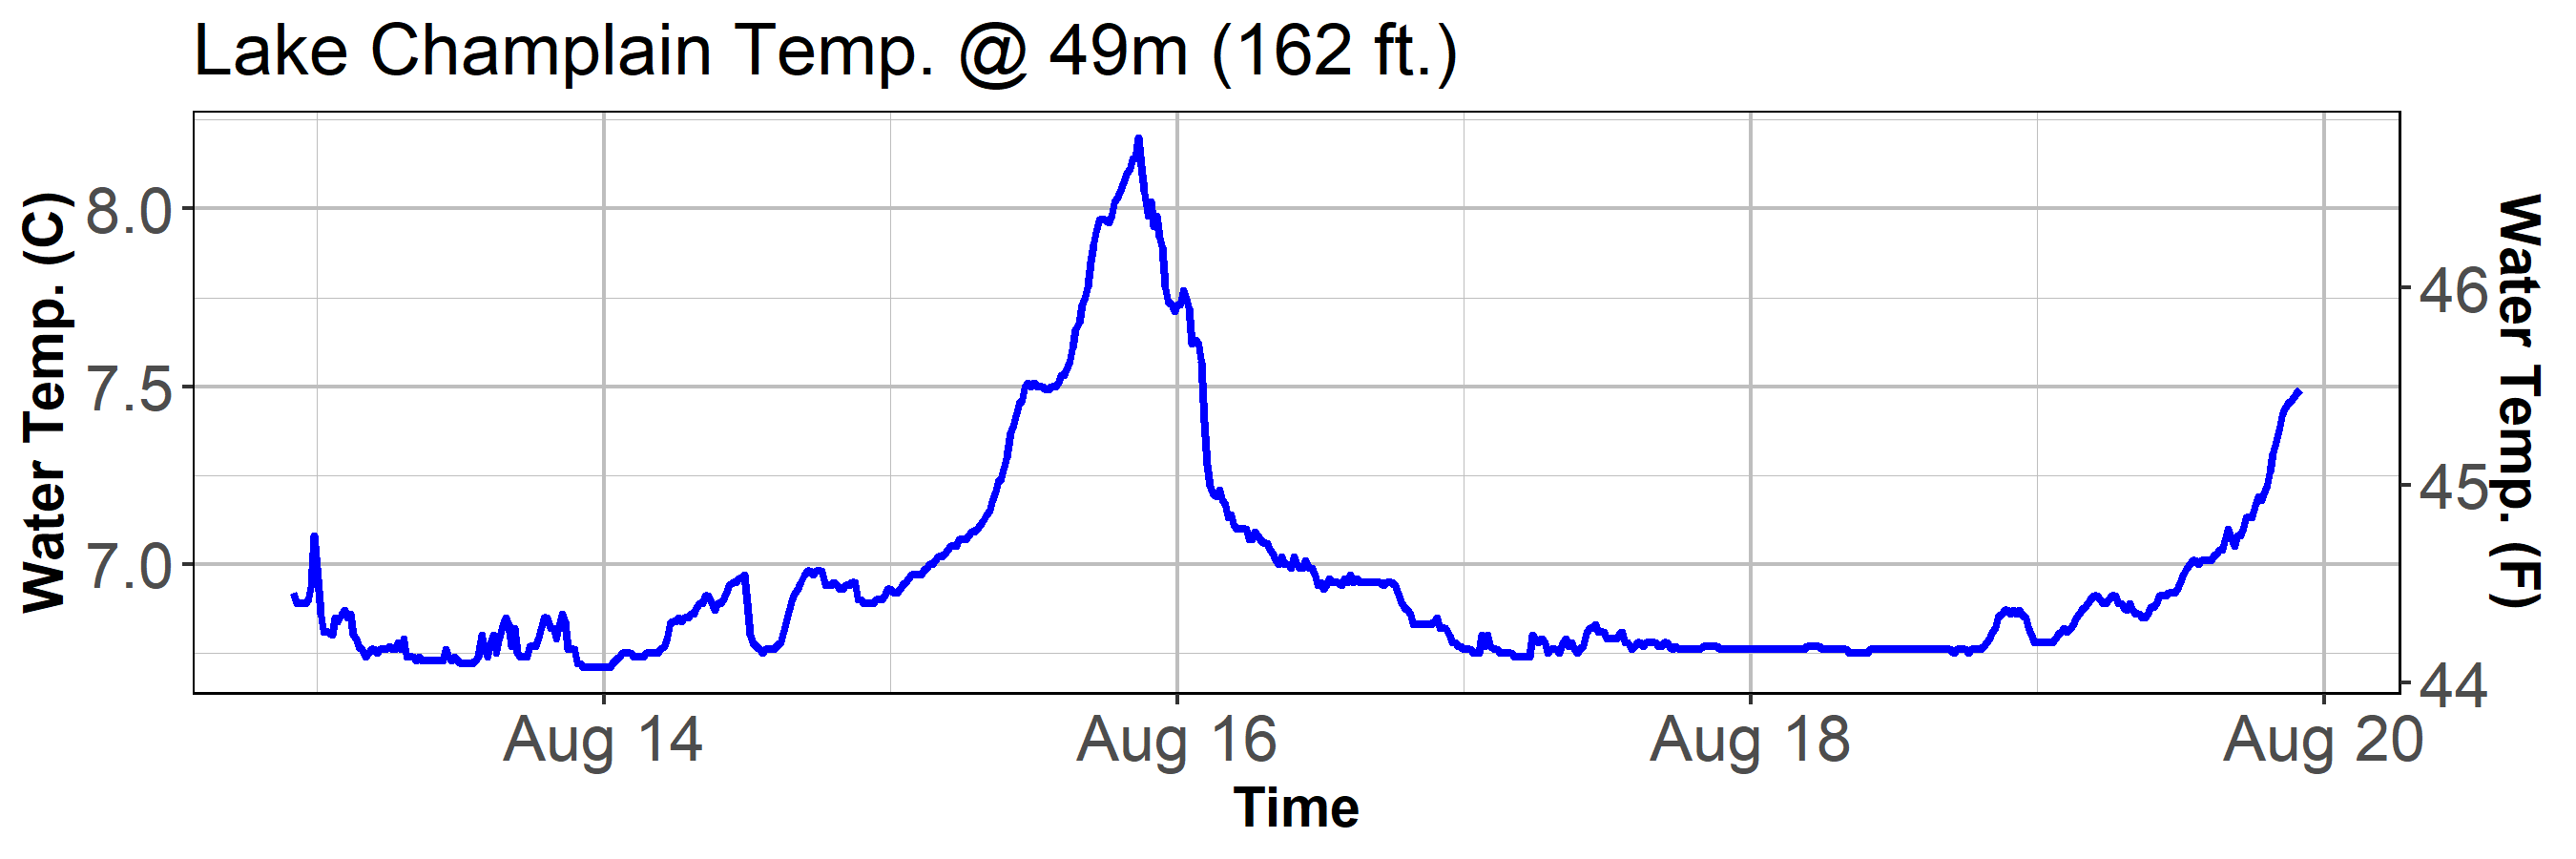 Lake Champlain Temp. @ 49m (162 ft.)
Water Temp. (C)
8.0
7.5
7.0
Water Temp. (F)
46
45
44
Aug 14 Aug 16 Aug 18 Aug 20
Time